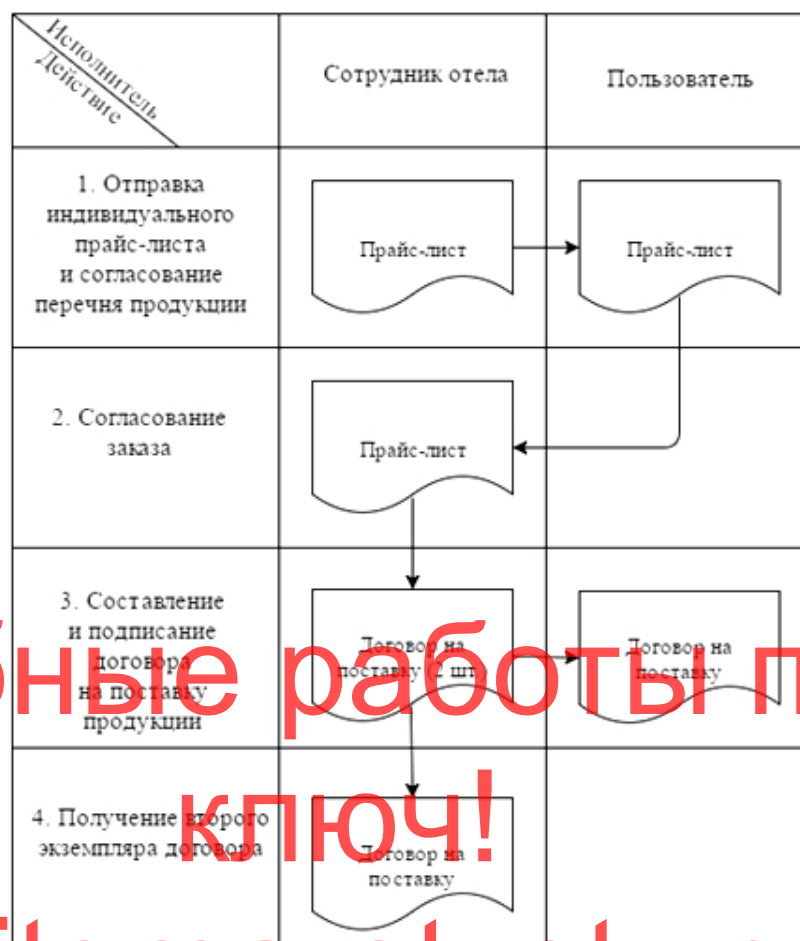 Исполнитель
Действие
Сотрудник отела
Пользователь
1. Отправка
индивидуального
прайс-листа
и согласование
перечня продукции
Прайс-лист
Прайс-лист
2. Согласование
заказа
Прайс-лист
3. Составление
и подписание
договора
на поставку
продукции
Договор на
поставку (2 шт.)
Договор на
поставку
бные работы п
ключ!
4. Получение второго
экземпляра договора
Договор на
поставку